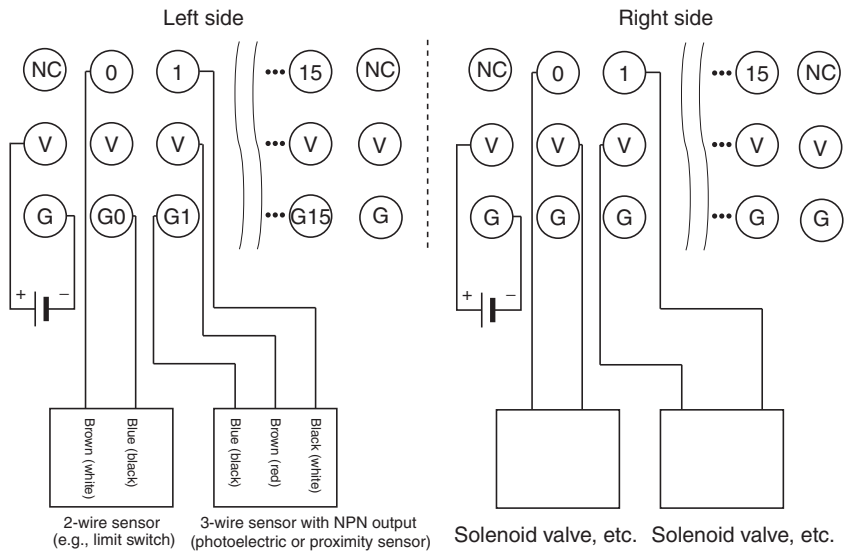 Left side
Right side
NC 0 1 ••• 15 NC
NC 0 1 ••• 15 NC
V V V ••• V V
V V V ••• V V
G G0 G1 ••• G15 G
G G G ••• G G
+ −
+ −
Brown (white)
Blue (black)
Blue (black)
Brown (red)
Black (white)
2-wire sensor
(e.g., limit switch)
3-wire sensor with NPN output
(photoelectric or proximity sensor)
Solenoid valve, etc.
Solenoid valve, etc.